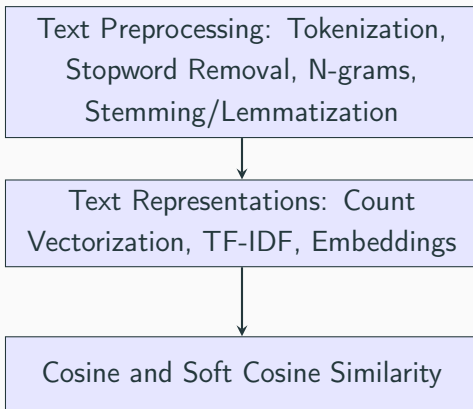 Text Preprocessing: Tokenization,
Stopword Removal, N-grams,
Stemming/Lemmatization
Text Representations: Count
Vectorization, TF-IDF, Embeddings
Cosine and Soft Cosine Similarity